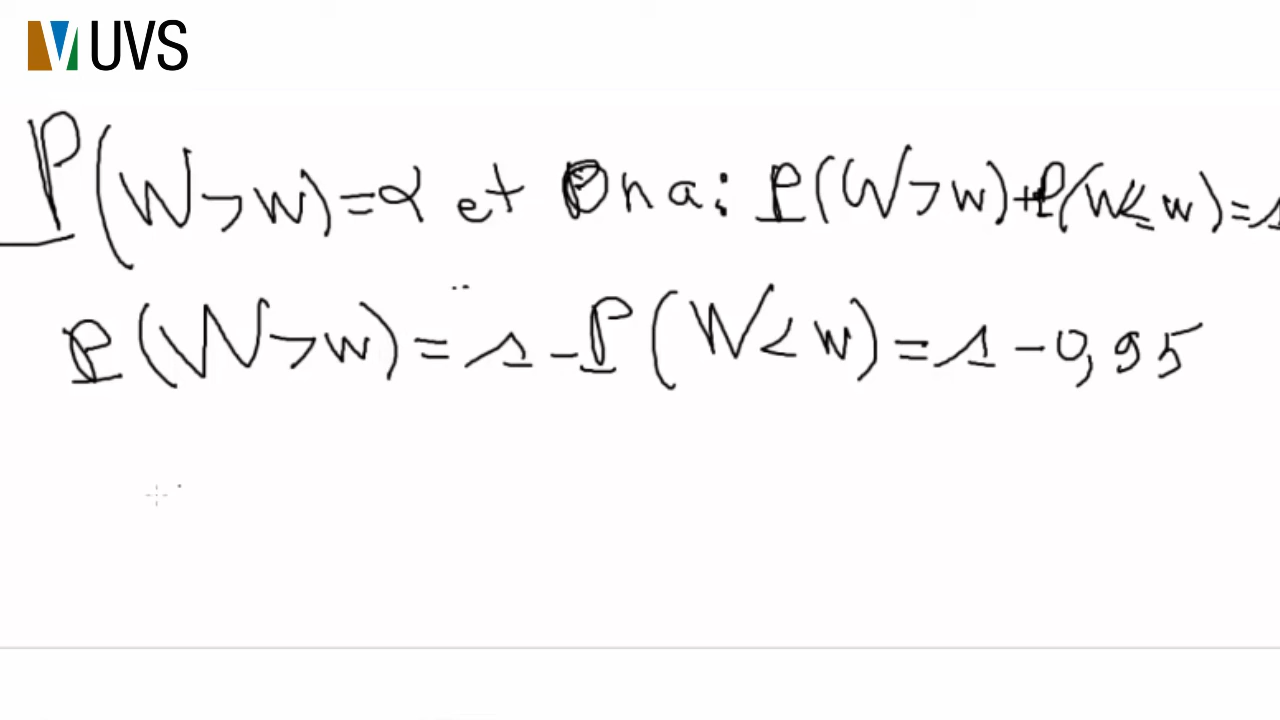 UVS
P(W>w)=α et On a: P(W>w)+P(W≤w)=1
P(W>w)=1-P(W<w)=1-0,95